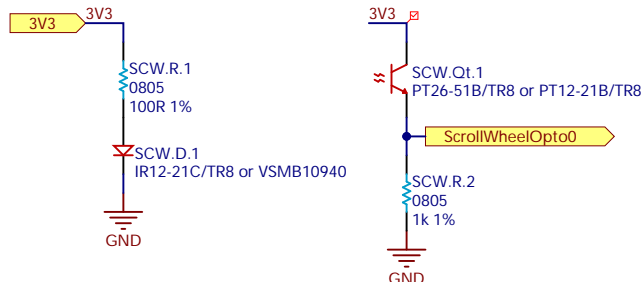 3V3
3V3
SCW.R.1
0805
100R 1%
SCW.D.1
IR12-21C/TR8 or VSMB10940
GND
3V3
SCW.Qt.1
PT26-51B/TR8 or PT12-21B/TR8
ScrollWheelOpto0
SCW.R.2
0805
1k 1%
GND